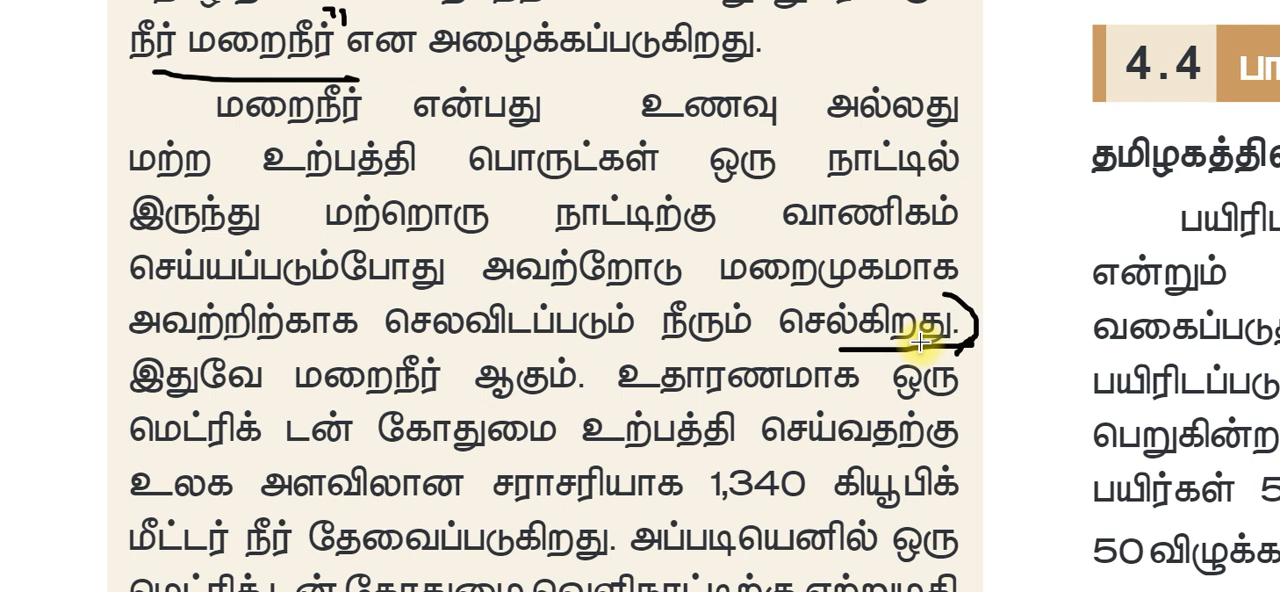 நீர் மறைநீர் என அழைக்கப்படுகிறது.
மறைநீர் என்பது உணவு அல்லது
மற்ற உற்பத்தி பொருட்கள் ஒரு நாட்டில்
இருந்து மற்றொரு நாட்டிற்கு வாணிகம்
செய்யப்படும்போது அவற்றோடு மறைமுகமாக
அவற்றிற்காக செலவிடப்படும் நீரும் செல்கிறது.
இதுவே மறைநீர் ஆகும். உதாரணமாக ஒரு
மெட்ரிக் டன் கோதுமை உற்பத்தி செய்வதற்கு
உலக அளவிலான சராசரியாக 1,340 கியூபிக்
மீட்டர் நீர் தேவைப்படுகிறது. அப்படியெனில் ஒரு
மெட்ரிக் டன் கோதுமை வெளிநாட்டிற்கு ஏற்றுமதி
4.4 பா
தமிழகத்தி
பயிரிட
என்றும்
வகைப்படுத
பயிரிடப்படு
பெறுகின்ற
பயிர்கள் 5
50 விழுக்க